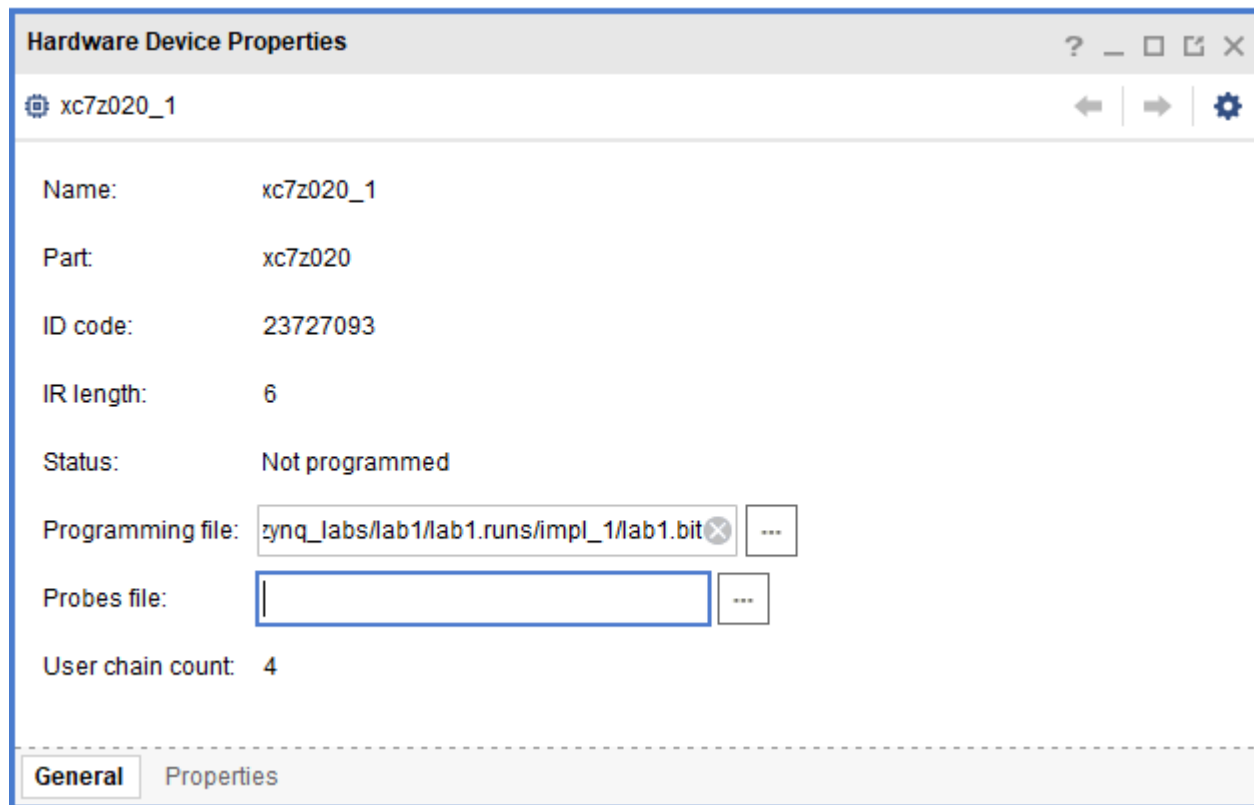 Hardware Device Properties
xc7z020_1
Name: xc7z020_1
Part: xc7z020
ID code: 23727093
IR length: 6
Status: Not programmed
Programming file: zynq_labs/lab1/lab1.runs/impl_1/lab1.bit ...
Probes file: ...
User chain count: 4
General Properties